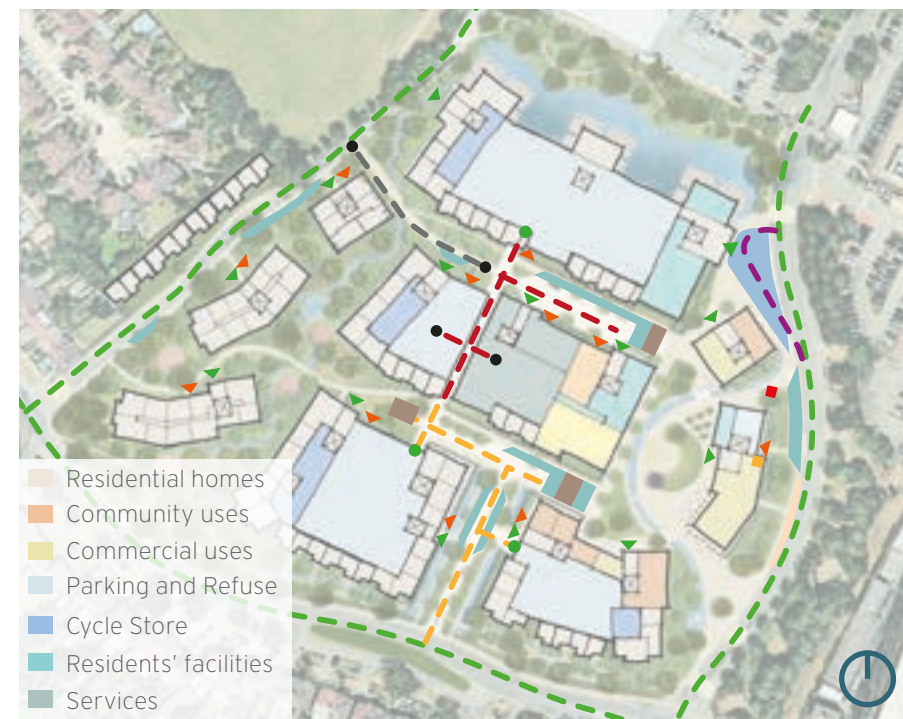 Residential homes
Community uses
Commercial uses
Parking and Refuse
Cycle Store
Residents' facilities
Services